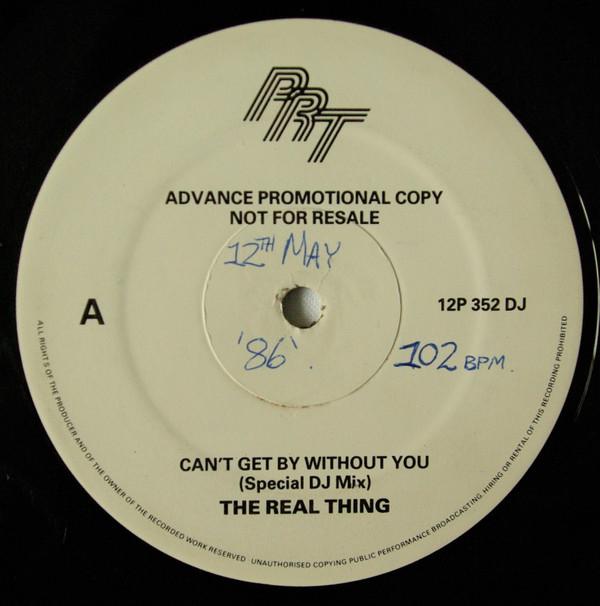 PRT
ADVANCE PROMOTIONAL COPY
NOT FOR RESALE
12TH MAY
A
12P 352 DJ
'86'.
102 BPM.
CAN'T GET BY WITHOUT YOU
(Special DJ Mix)
THE REAL THING
ALL RIGHTS OF THE PRODUCER AND OF THE OWNER OF THE RECORDED WORK RESERVED · UNAUTHORISED COPYING PUBLIC PERFORMANCE BROADCASTING HIRING OR RENTAL OF THIS RECORDING PROHIBITED